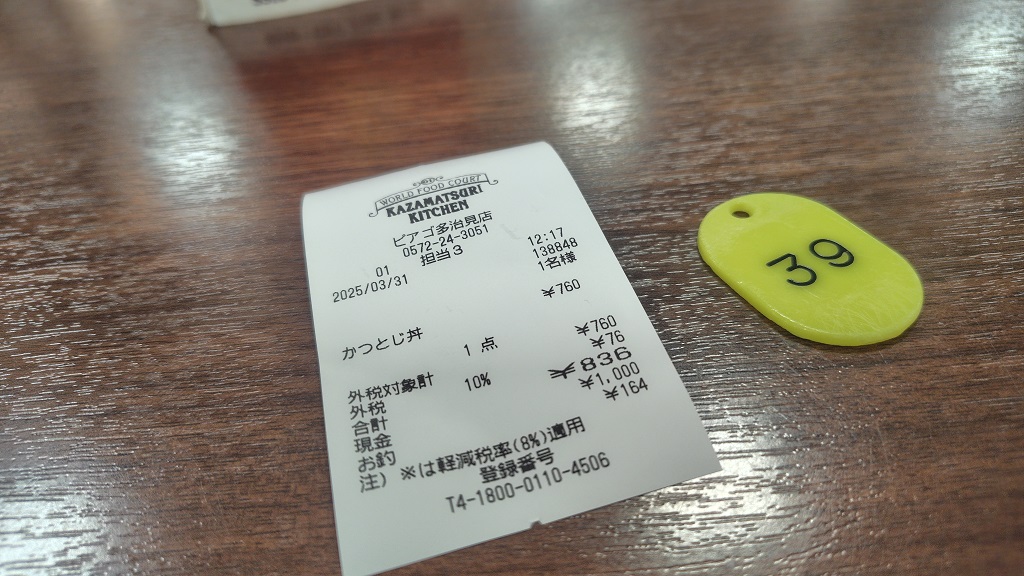 WORLD FOOD COURT
KAZAMATSURI
KITCHEN
ピアゴ多治見店
0572-24-3051
担当3
01
2025/03/31 12:17
138848
1名様
かつとじ丼 ¥760
1 点
外税対象計 ¥760
外税 10% ¥76
合計 ¥836
現金 ¥1,000
お釣 ¥164
注) ※は軽減税率(8%)適用
登録番号
T4-1800-0110-4506
39